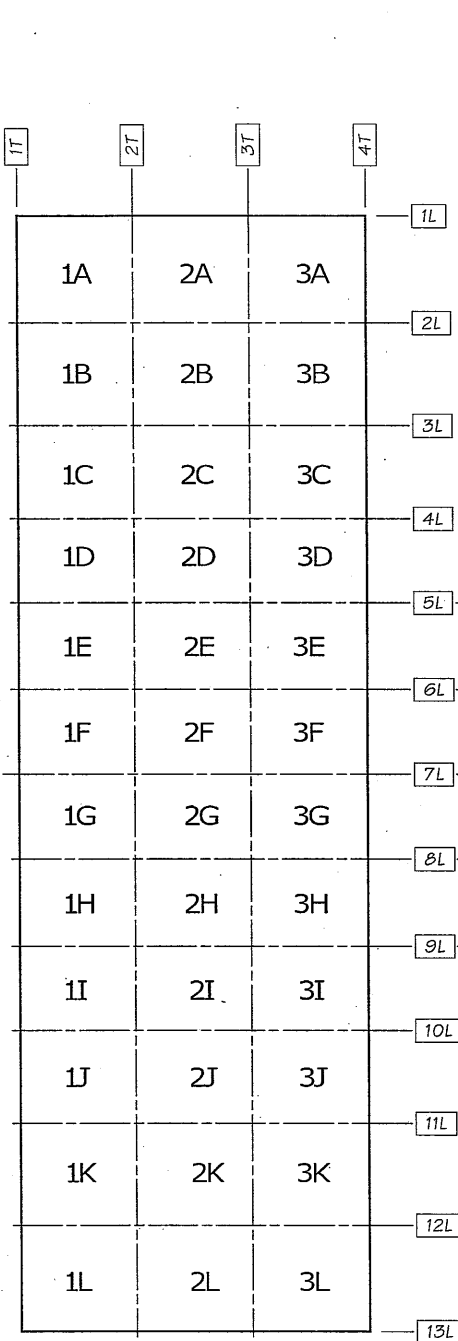 1T 2T 3T 4T
1L
1A 2A 3A
2L
1B 2B 3B
3L
1C 2C 3C
4L
1D 2D 3D
5L
1E 2E 3E
6L
1F 2F 3F
7L
1G 2G 3G
8L
1H 2H 3H
9L
1I 2I 3I
10L
1J 2J 3J
11L
1K 2K 3K
12L
1L 2L 3L
13L